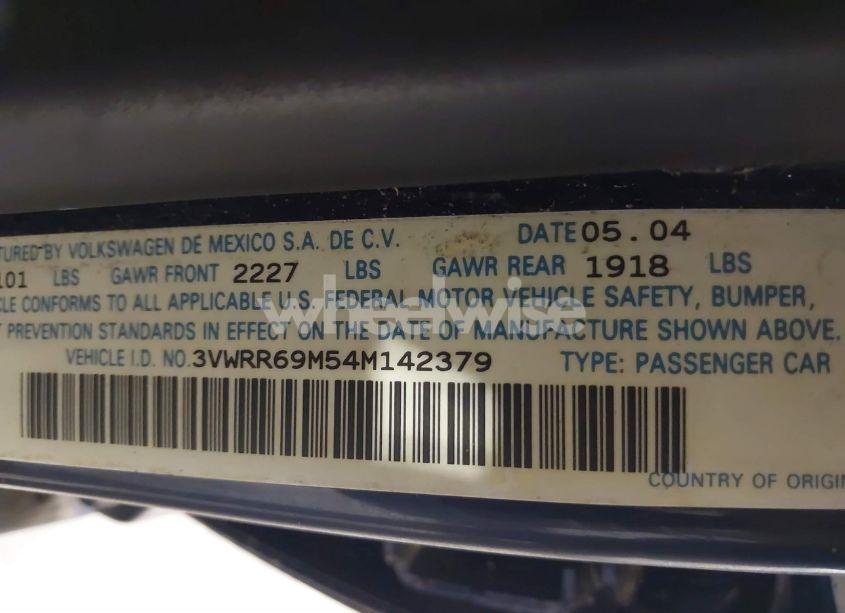 TURED BY VOLKSWAGEN DE MEXICO S.A. DE C.V. DATE 05.04
101 LBS GAWR FRONT 2227 LBS GAWR REAR 1918 LBS
CLE CONFORMS TO ALL APPLICABLE U.S. FEDERAL MOTOR VEHICLE SAFETY, BUMPER,
T PREVENTION STANDARDS IN EFFECT ON THE DATE OF MANUFACTURE SHOWN ABOVE.
VEHICLE I.D. NO. 3VWRR69M54M142379 TYPE: PASSENGER CAR
COUNTRY OF ORIGIN
wheelwise